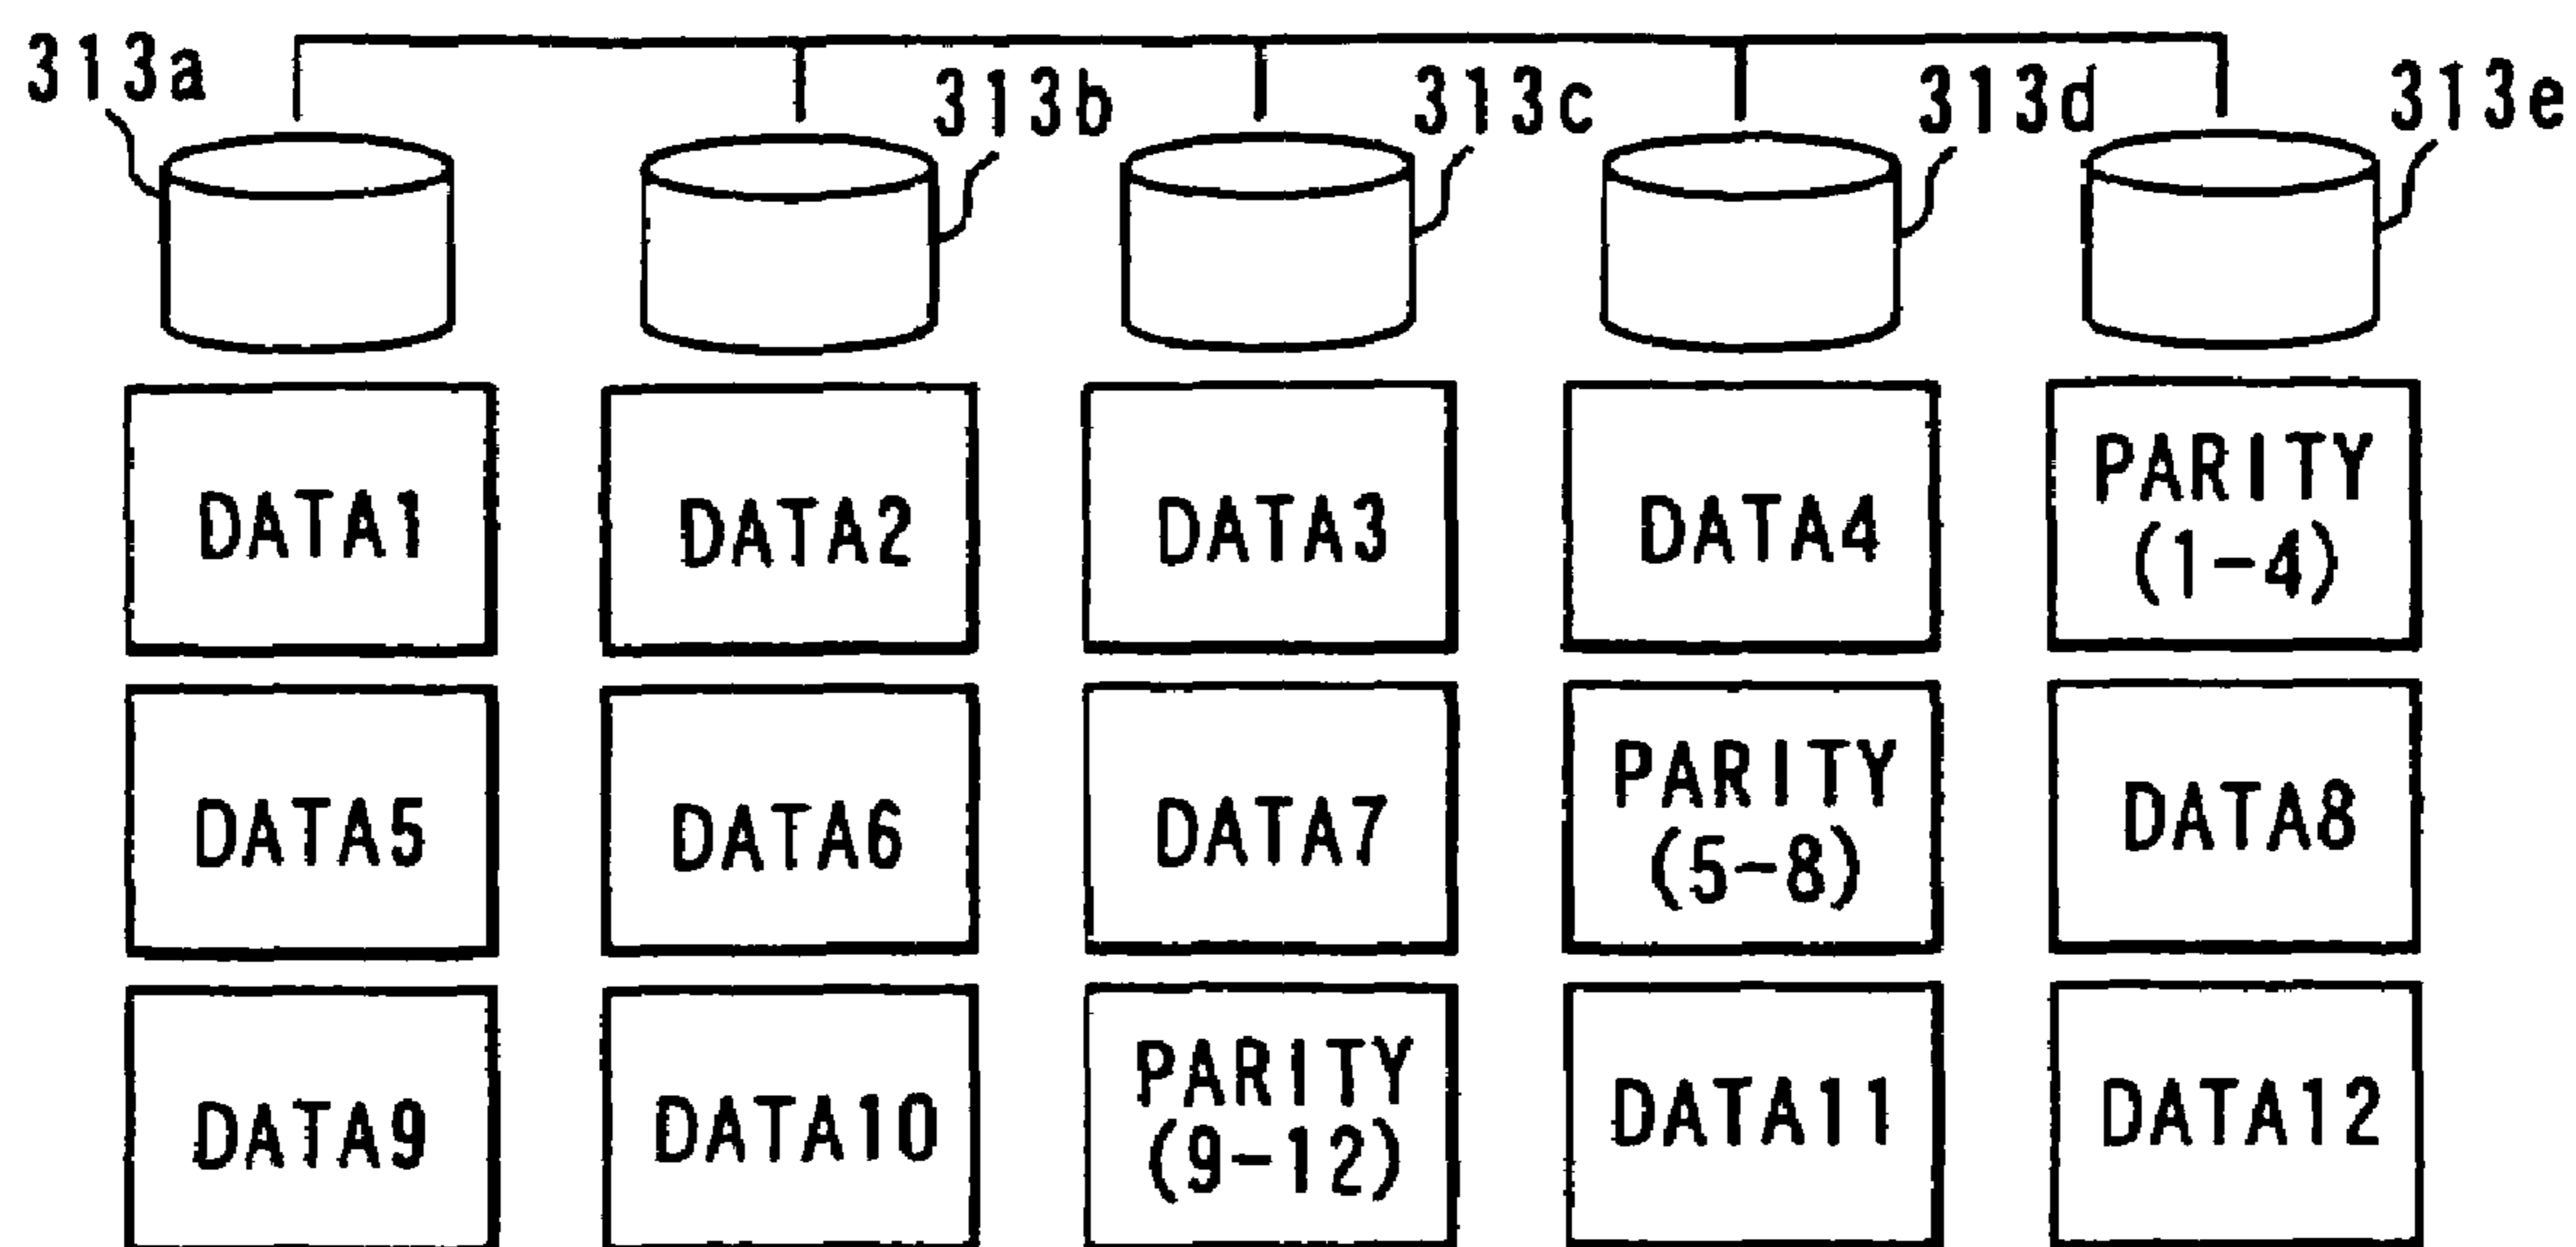 313a
313b
313c
313d
313e
DATA1
DATA2
DATA3
DATA4
PARITY
(1-4)
DATA5
DATA6
DATA7
PARITY
(5-8)
DATA8
DATA9
DATA10
PARITY
(9-12)
DATA11
DATA12